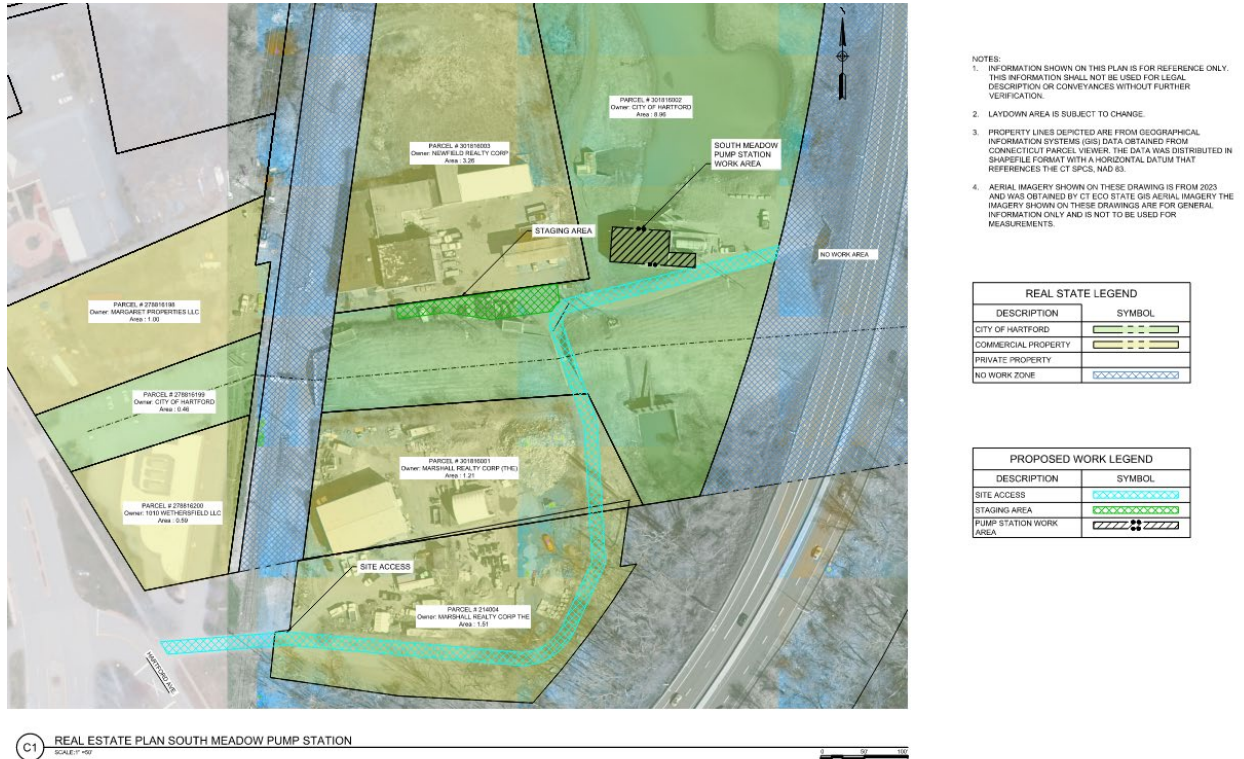 PARCEL # 301816002
Owner: CITY OF HARTFORD
Area : 8.96
PARCEL # 301816003
Owner: NEWFIELD REALTY CORP
Area : 3.26
SOUTH MEADOW
PUMP STATION
WORK AREA
STAGING AREA
NO WORK AREA
PARCEL # 278816198
Owner: MARGARET PROPERTIES LLC
Area : 1.00
PARCEL # 278816199
Owner: CITY OF HARTFORD
Area : 0.46
PARCEL # 301816001
Owner: MARSHALL REALTY CORP (THE)
Area : 1.21
PARCEL # 278816200
Owner: 1010 WETHERSFIELD LLC
Area : 0.59
SITE ACCESS
PARCEL # 214004
Owner: MARSHALL REALTY CORP THE
Area : 1.51
HARTFORD AVE
NOTES:
1. INFORMATION SHOWN ON THIS PLAN IS FOR REFERENCE ONLY.
THIS INFORMATION SHALL NOT BE USED FOR LEGAL
DESCRIPTION OR CONVEYANCES WITHOUT FURTHER
VERIFICATION.
2. LAYDOWN AREA IS SUBJECT TO CHANGE.
3. PROPERTY LINES DEPICTED ARE FROM GEOGRAPHICAL
INFORMATION SYSTEMS (GIS) DATA OBTAINED FROM
CONNECTICUT PARCEL VIEWER. THE DATA WAS DISTRIBUTED IN
SHAPEFILE FORMAT WITH A HORIZONTAL DATUM THAT
REFERENCES THE CT SPCS, NAD 83.
4. AERIAL IMAGERY SHOWN ON THESE DRAWING IS FROM 2023
AND WAS OBTAINED BY CT ECO STATE GIS AERIAL IMAGERY THE
IMAGERY SHOWN ON THESE DRAWINGS ARE FOR GENERAL
INFORMATION ONLY AND IS NOT TO BE USED FOR
MEASUREMENTS.
REAL STATE LEGEND
DESCRIPTION SYMBOL
CITY OF HARTFORD
COMMERCIAL PROPERTY
PRIVATE PROPERTY
NO WORK ZONE
PROPOSED WORK LEGEND
DESCRIPTION SYMBOL
SITE ACCESS
STAGING AREA
PUMP STATION WORK
AREA
C1 REAL ESTATE PLAN SOUTH MEADOW PUMP STATION
SCALE:1" =50'
0 50' 100'